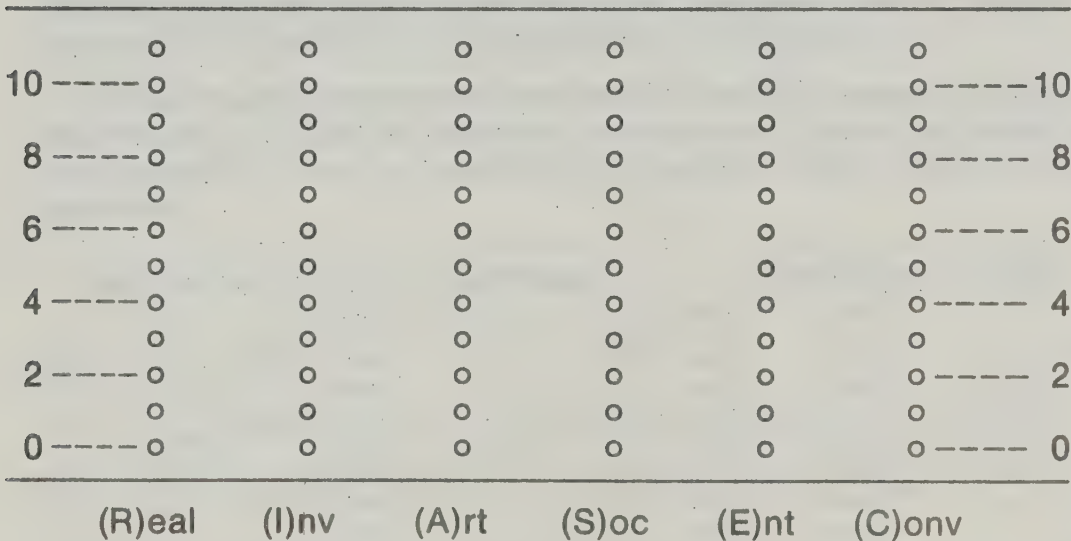 10 ----- o o o o o o ----- 10
8 ----- o o o o o o ----- 8
6 ----- o o o o o o ----- 6
4 ----- o o o o o o ----- 4
2 ----- o o o o o o ----- 2
0 ----- o o o o o o ----- 0
(R)eal (I)nv (A)rt (S)oc (E)nt (C)onv